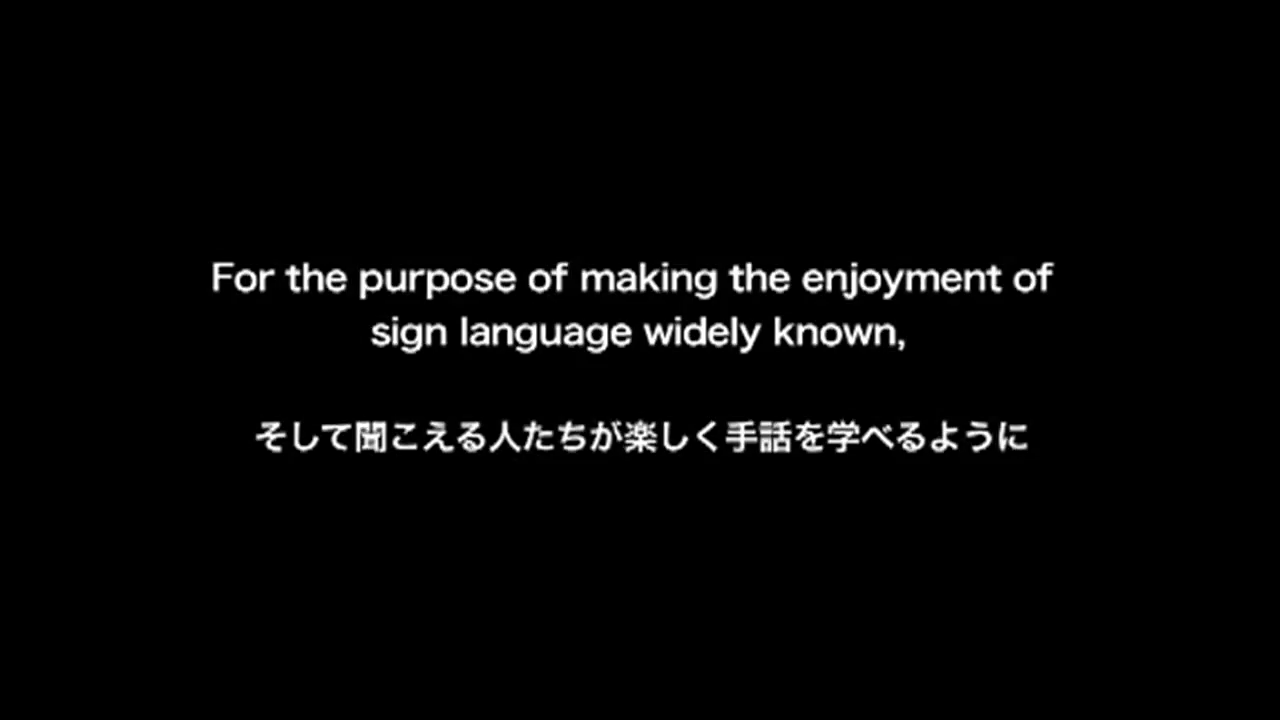 For the purpose of making the enjoyment of
sign language widely known,
そして聞こえる人たちが楽しく手話を学べるように